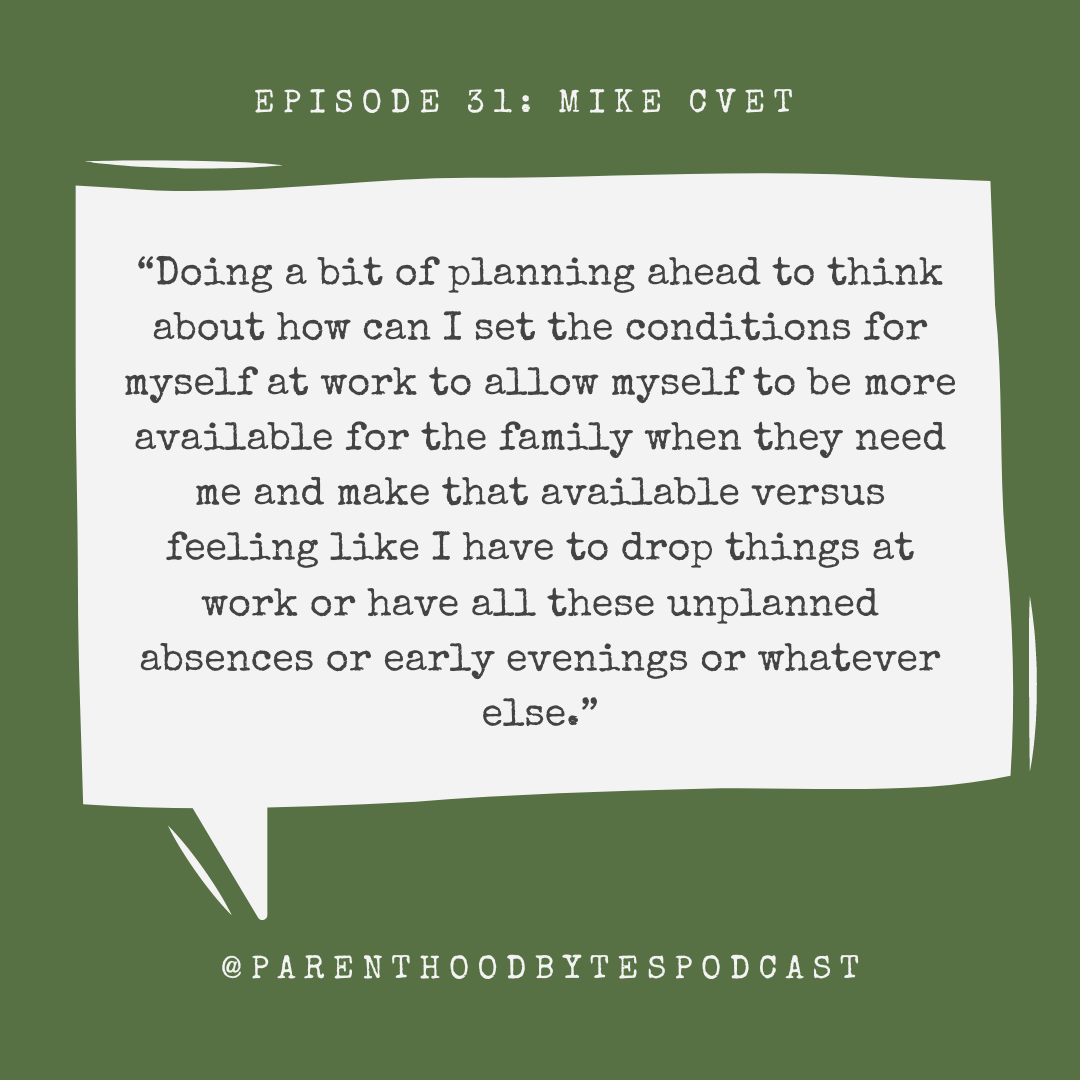 EPISODE 31: MIKE CVET
“Doing a bit of planning ahead to think
about how can I set the conditions for
myself at work to allow myself to be more
available for the family when they need
me and make that available versus
feeling like I have to drop things at
work or have all these unplanned
absences or early evenings or whatever
else.”
@PARENTHOODBYTESPODCAST